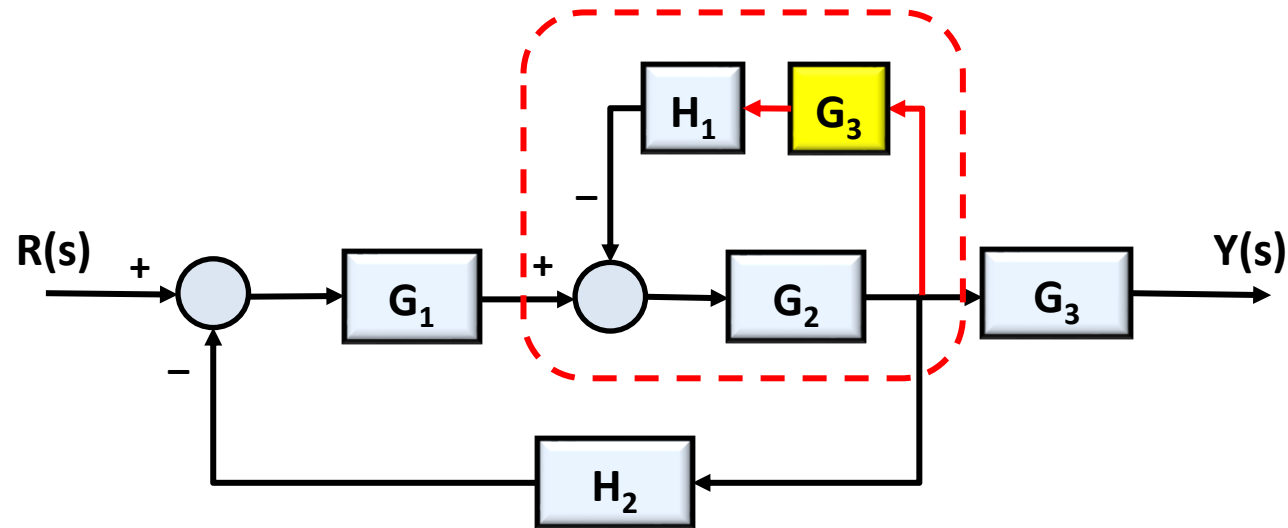 H₁
G₃
–
R(s)
+
G₁
+
G₂
G₃
Y(s)
–
H₂